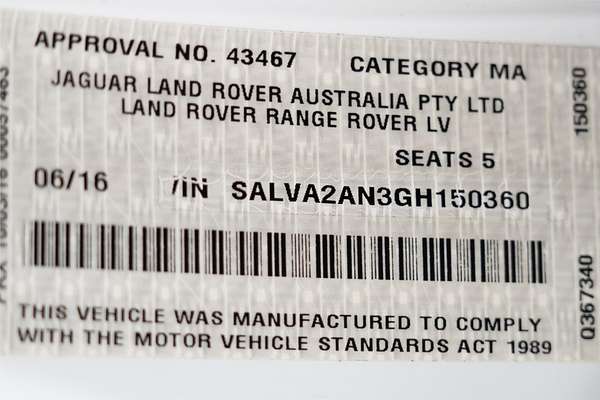 APPROVAL NO. 43467 CATEGORY MA
JAGUAR LAND ROVER AUSTRALIA PTY LTD
LAND ROVER RANGE ROVER LV
SEATS 5
06/16 /IN SALVA2AN3GH150360
THIS VEHICLE WAS MANUFACTURED TO COMPLY
WITH THE MOTOR VEHICLE STANDARDS ACT 1989
150360
Q367340